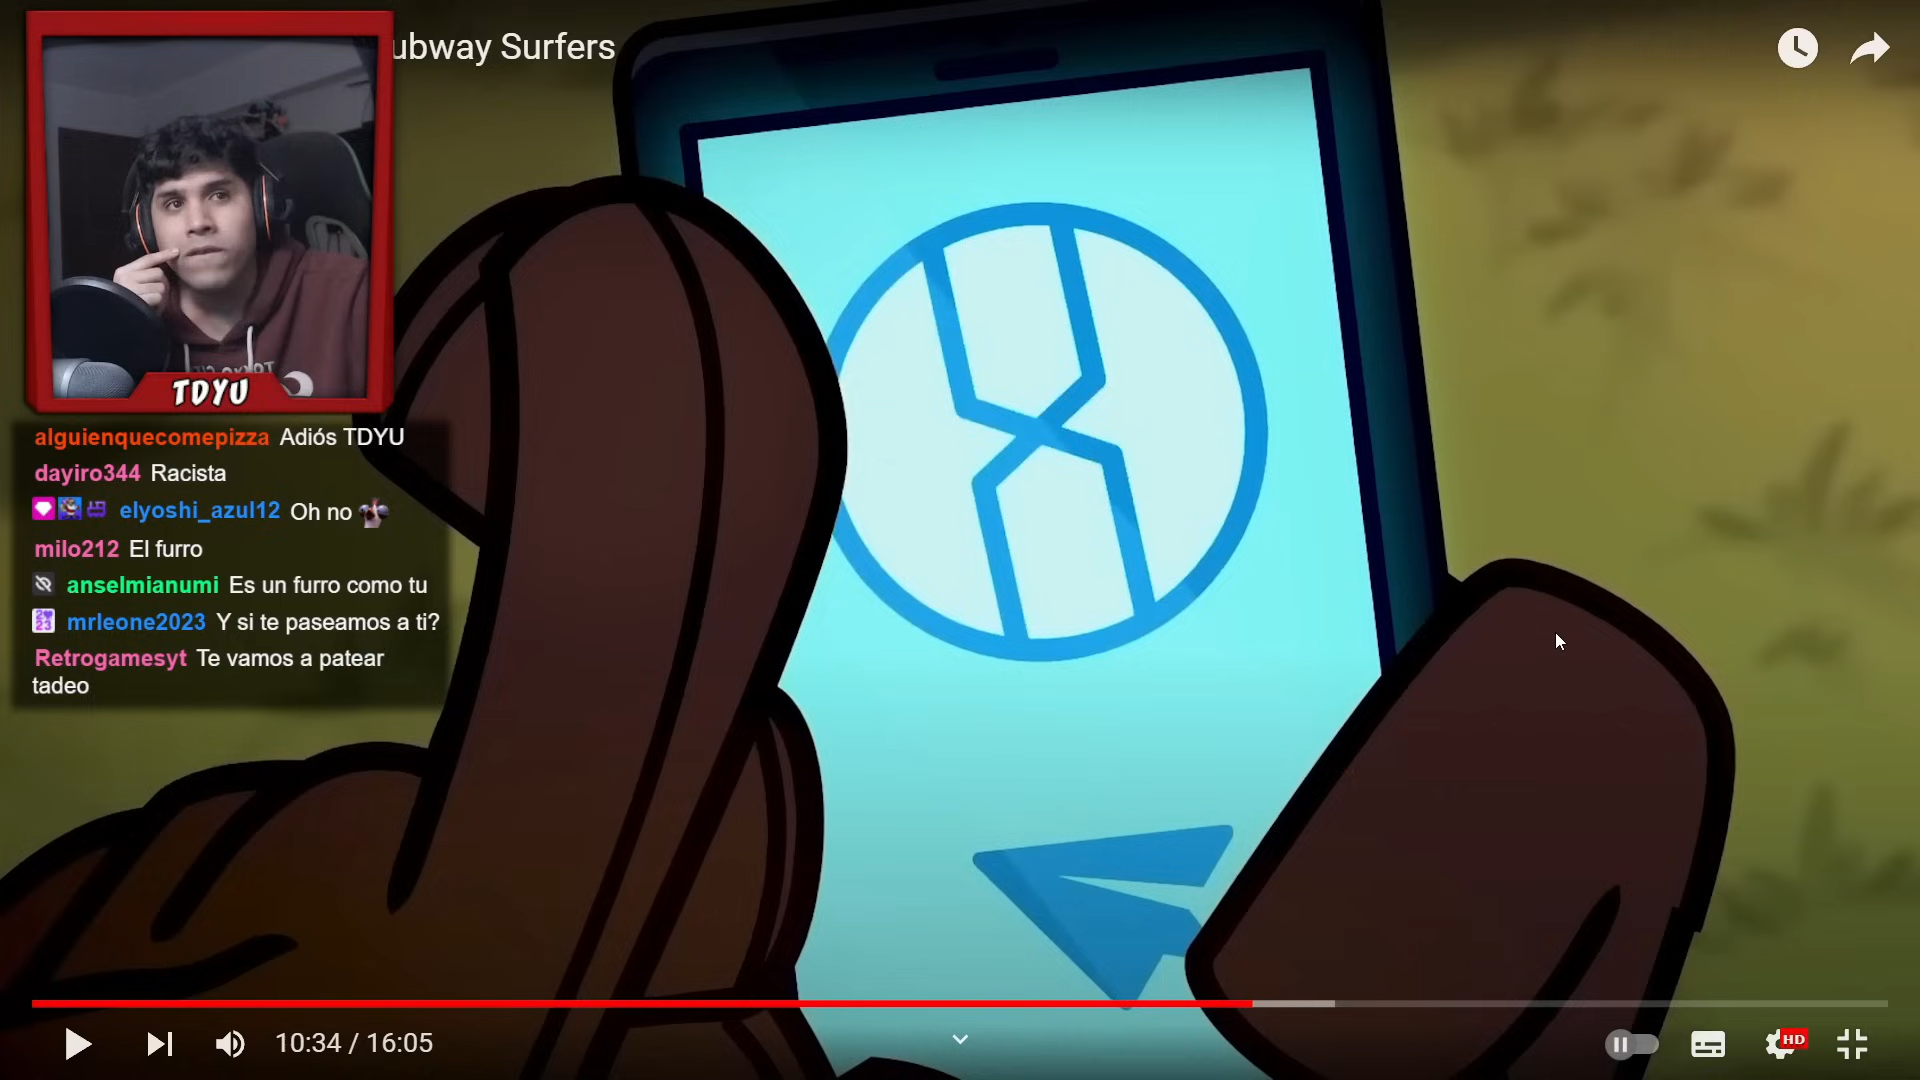 ubway Surfers
TDYU
alguienquecomepizza Adiós TDYU
dayiro344 Racista
elyoshi_azul12 Oh no
milo212 El furro
anselmianumi Es un furro como tu
mrleone2023 Y si te paseamos a ti?
Retrogamesyt Te vamos a patear
tadeo
10:34 / 16:05
HD